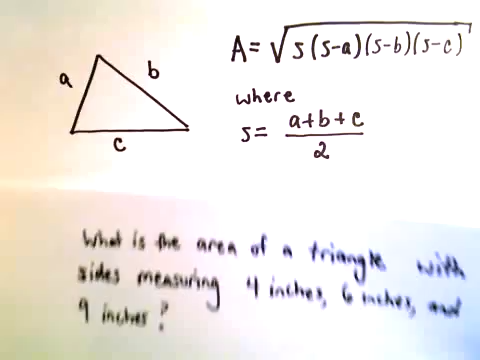 A = √s(s-a)(s-b)(s-c)
a
b
c
where
s = a+b+c / 2
What is the area of a triangle with
sides measuring 4 inches, 6 inches, and
9 inches?